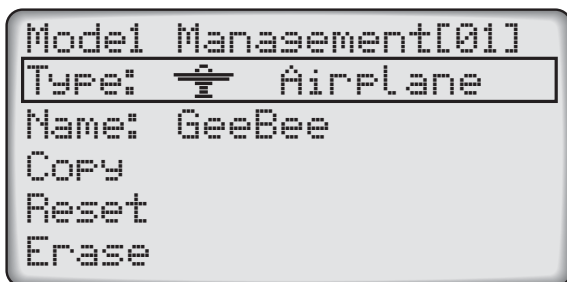 Model Management[01]
Type: Airplane
Name: GeeBee
Copy
Reset
Erase